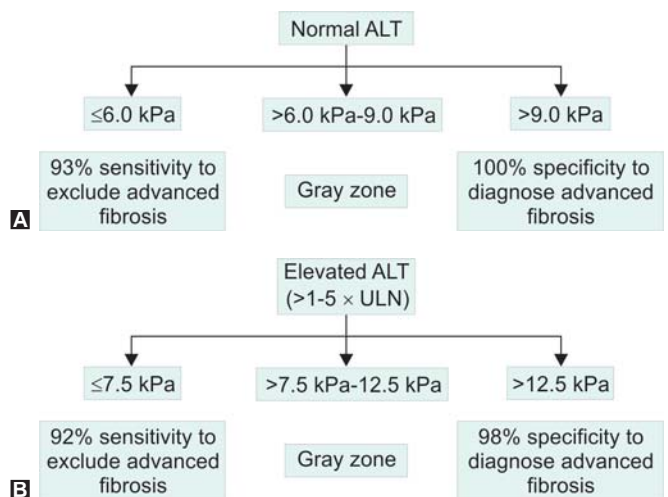 Normal ALT
≤6.0 kPa
>6.0 kPa-9.0 kPa
>9.0 kPa
93% sensitivity to
exclude advanced
fibrosis
Gray zone
100% specificity to
diagnose advanced
fibrosis
A
Elevated ALT
(>1-5 × ULN)
≤7.5 kPa
>7.5 kPa-12.5 kPa
>12.5 kPa
92% sensitivity to
exclude advanced
fibrosis
Gray zone
98% specificity to
diagnose advanced
fibrosis
B